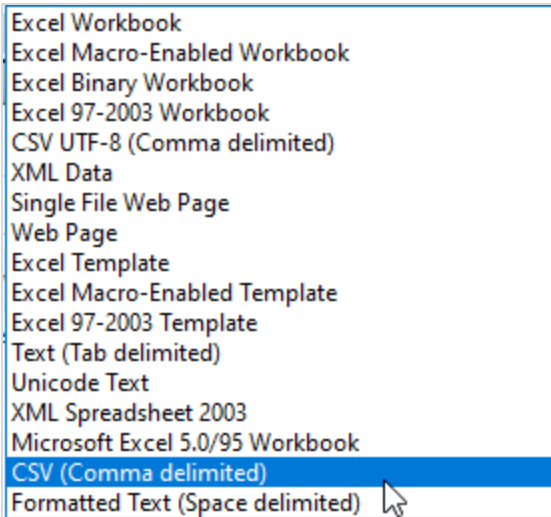 Excel Workbook
Excel Macro-Enabled Workbook
Excel Binary Workbook
Excel 97-2003 Workbook
CSV UTF-8 (Comma delimited)
XML Data
Single File Web Page
Web Page
Excel Template
Excel Macro-Enabled Template
Excel 97-2003 Template
Text (Tab delimited)
Unicode Text
XML Spreadsheet 2003
Microsoft Excel 5.0/95 Workbook
CSV (Comma delimited)
Formatted Text (Space delimited)